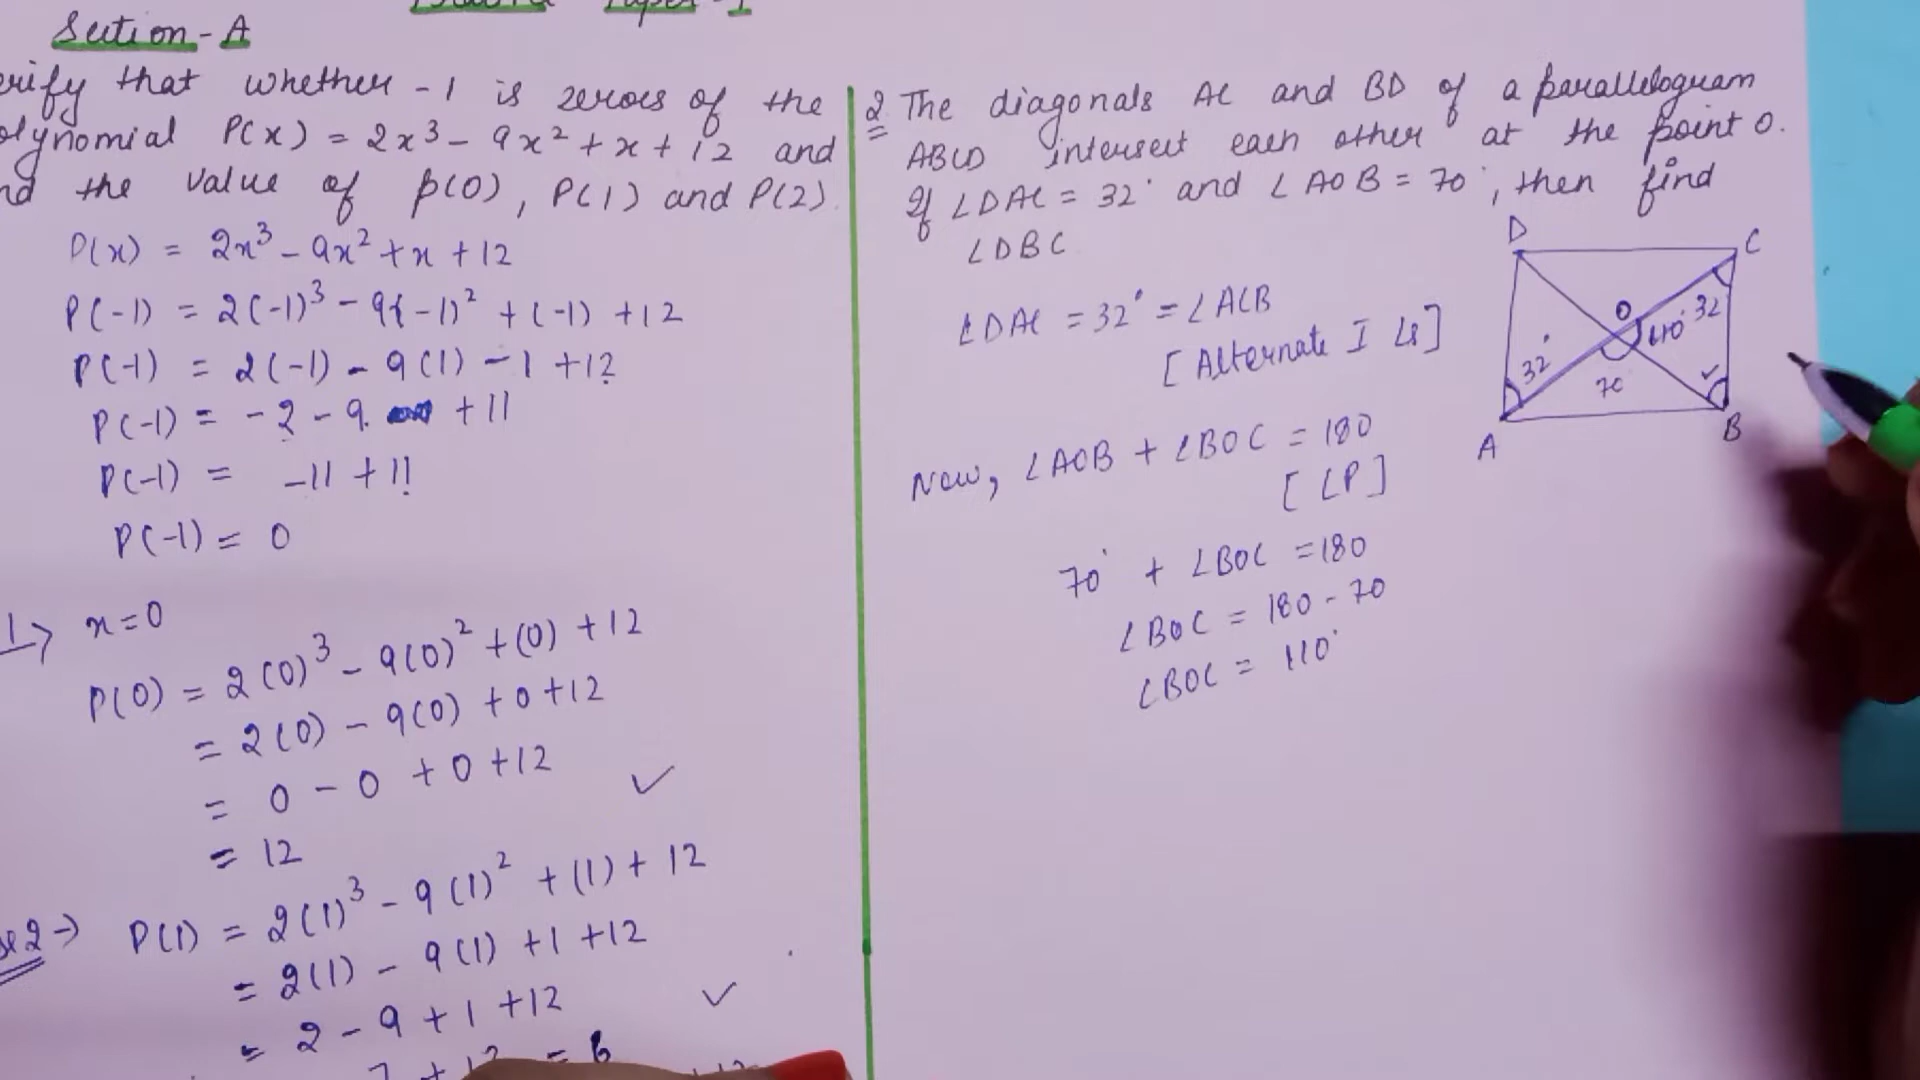 Section-A
erify that whether -1 is zeroes of the
olynomial P(x) = 2x³ - 9x² + x + 12 and
nd the value of p(0), P(1) and P(2).
P(x) = 2x³ - 9x² + x + 12
P(-1) = 2(-1)³ - 9(-1)² + (-1) + 12
P(-1) = 2(-1) - 9(1) - 1 + 12
P(-1) = -2 - 9 + 11
P(-1) = -11 + 11
P(-1) = 0
1→ x=0
P(0) = 2(0)³ - 9(0)² + (0) + 12
= 2(0) - 9(0) + 0 + 12
= 0 - 0 + 0 + 12
= 12
se2→ P(1) = 2(1)³ - 9(1)² + (1) + 12
= 2(1) - 9(1) + 1 + 12
= 2 - 9 + 1 + 12
= 6
2 The diagonals AC and BD of a parallelogram
ABCD intersect each other at the point O.
If ∠DAC = 32° and ∠AOB = 70°, then find
∠DBC
∠DAC = 32° = ∠ACB
[Alternate I ∠s]
Now, ∠AOB + ∠BOC = 180
[LP]
70° + ∠BOC = 180
∠BOC = 180 - 70
∠BOC = 110°
D
C
O
32
110°
32°
70
A
B